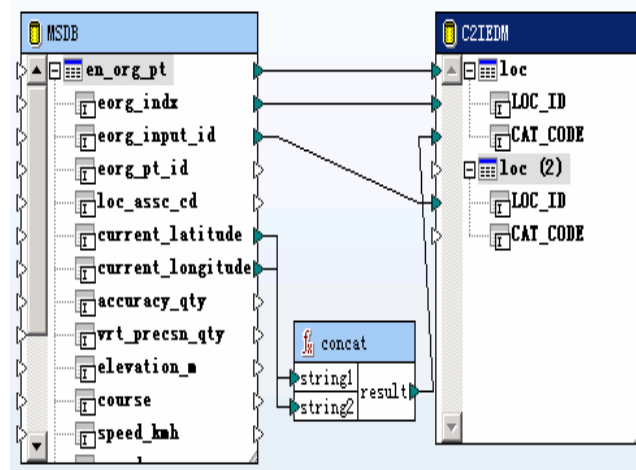 MSDB
en_org_pt
eorg_indx
eorg_input_id
eorg_pt_id
loc_assc_cd
current_latitude
current_longitude
accuracy_qty
vrt_precsn_qty
elevation_m
course
speed_kmh
fx concat
string1
string2
result
C2IEDM
loc
LOC_ID
CAT_CODE
loc (2)
LOC_ID
CAT_CODE